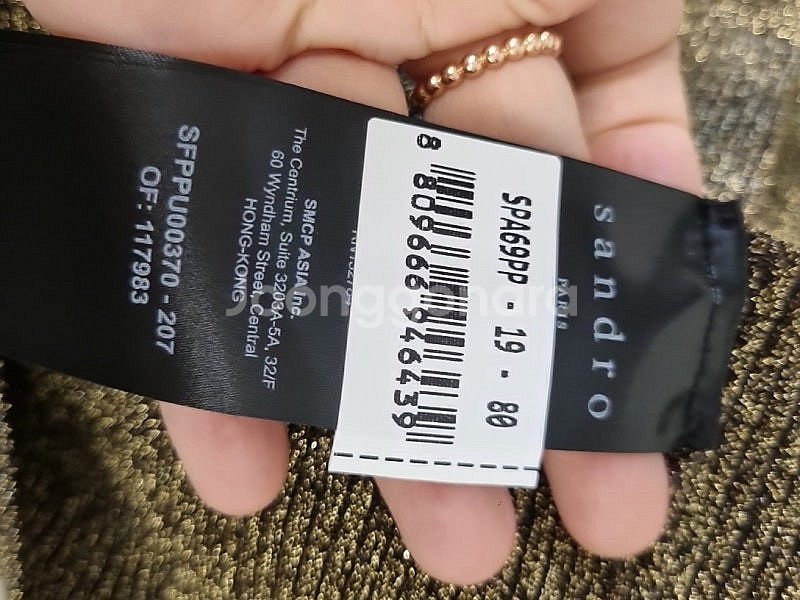 sandro
PARIS
SPA69PP - 19 - 80
8 809666 946439
SMCP ASIA Inc.
The Centrium, Suite 3203A-5A, 32/F
60 Wyndham Street, Central
HONG-KONG
SFPPU00370 - 207
OF: 117983
Joonggonara